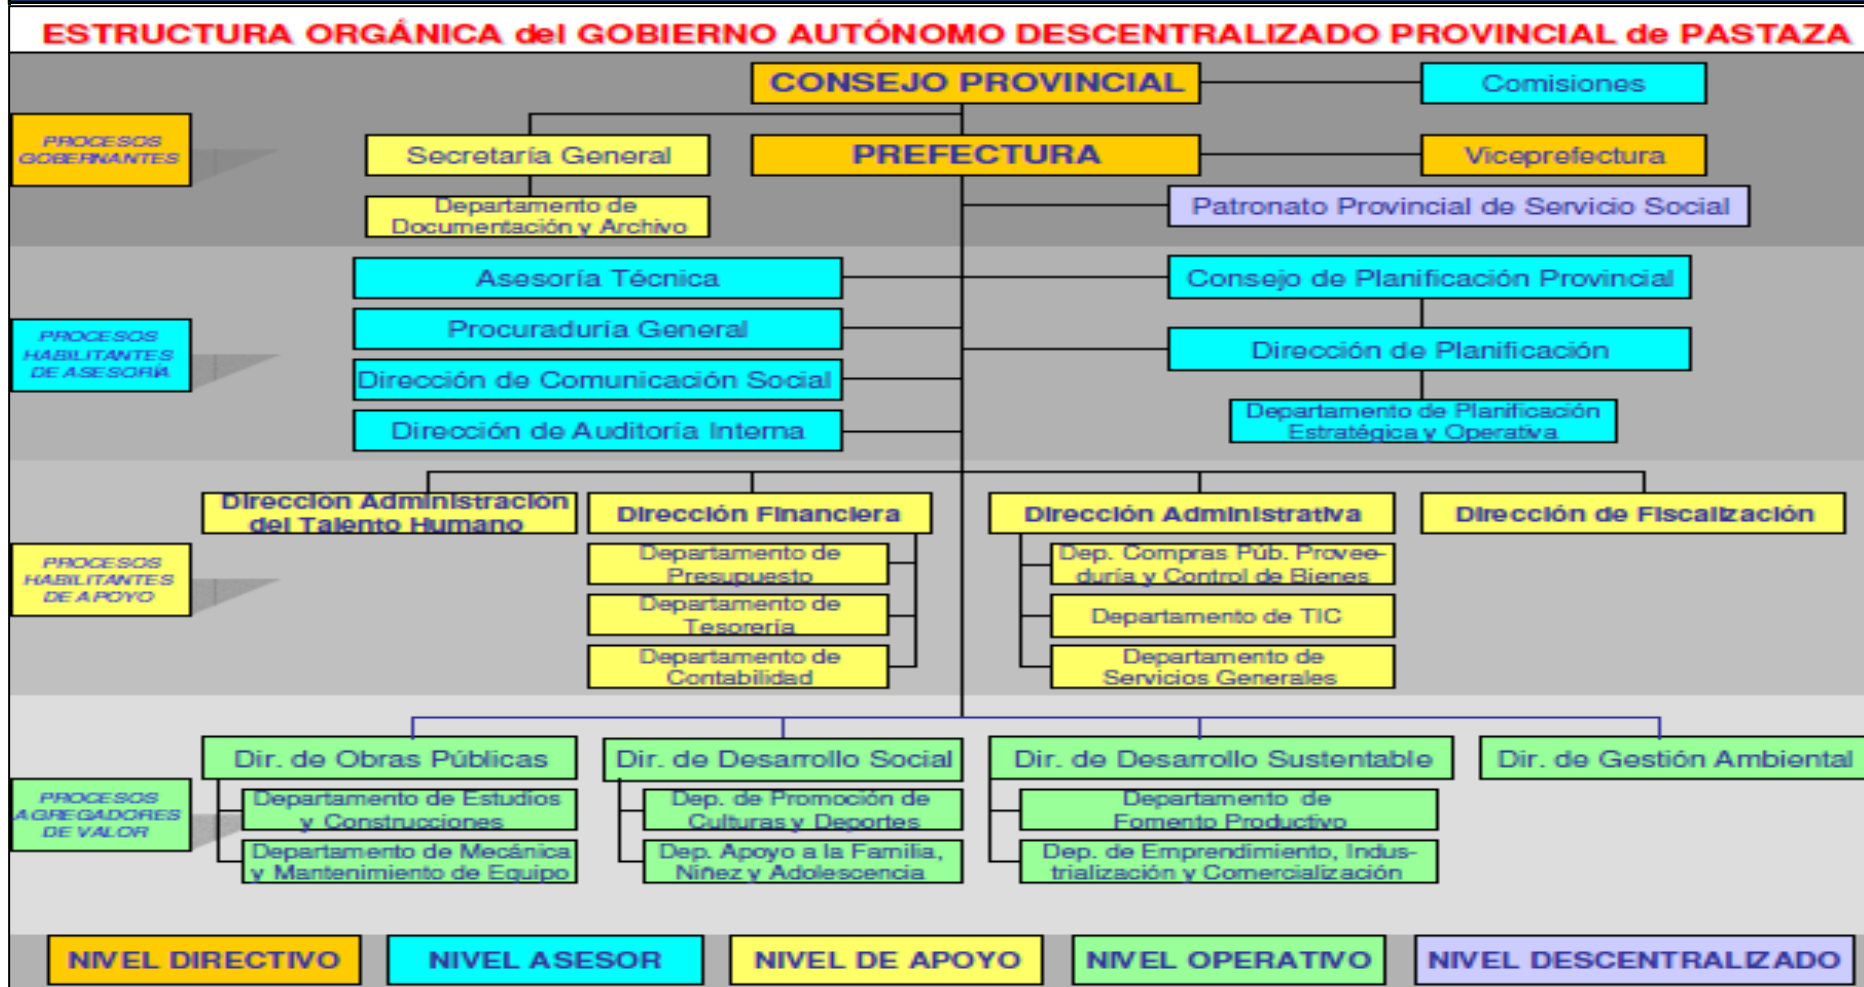 ESTRUCTURA ORGÁNICA del GOBIERNO AUTÓNOMO DESCENTRALIZADO PROVINCIAL de PASTAZA
CONSEJO PROVINCIAL
Comisiones
PROCESOS
GOBERNANTES
Secretaría General
PREFECTURA
Viceprefectura
Departamento de
Documentación y Archivo
Patronato Provincial de Servicio Social
PROCESOS
HABILITANTES
DE ASESORÍA
Asesoría Técnica
Consejo de Planificación Provincial
Procuraduría General
Dirección de Planificación
Dirección de Comunicación Social
Dirección de Auditoría Interna
Departamento de Planificación
Estratégica y Operativa
PROCESOS
HABILITANTES
DE APOYO
Dirección Administración
del Talento Humano
Dirección Financiera
Departamento de
Presupuesto
Departamento de
Tesorería
Departamento de
Contabilidad
Dirección Administrativa
Dep. Compras Púb. Provee-
duría y Control de Bienes
Departamento de TIC
Departamento de
Servicios Generales
Dirección de Fiscalización
PROCESOS
AGREGADORES
DE VALOR
Dir. de Obras Públicas
Departamento de Estudios
y Construcciones
Departamento de Mecánica
y Mantenimiento de Equipo
Dir. de Desarrollo Social
Dep. de Promoción de
Culturas y Deportes
Dep. Apoyo a la Familia,
Niñez y Adolescencia
Dir. de Desarrollo Sustentable
Departamento de
Fomento Productivo
Dep. de Emprendimiento, Indus-
trialización y Comercialización
Dir. de Gestión Ambiental
NIVEL DIRECTIVO
NIVEL ASESOR
NIVEL DE APOYO
NIVEL OPERATIVO
NIVEL DESCENTRALIZADO